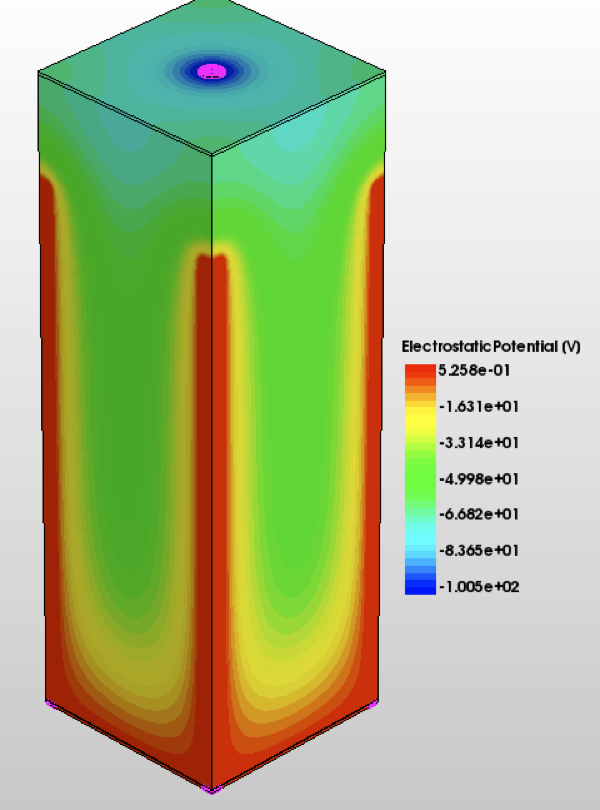 ElectrostaticPotential (V)
5.258e-01
-1.631e+01
-3.314e+01
-4.998e+01
-6.682e+01
-8.365e+01
-1.005e+02